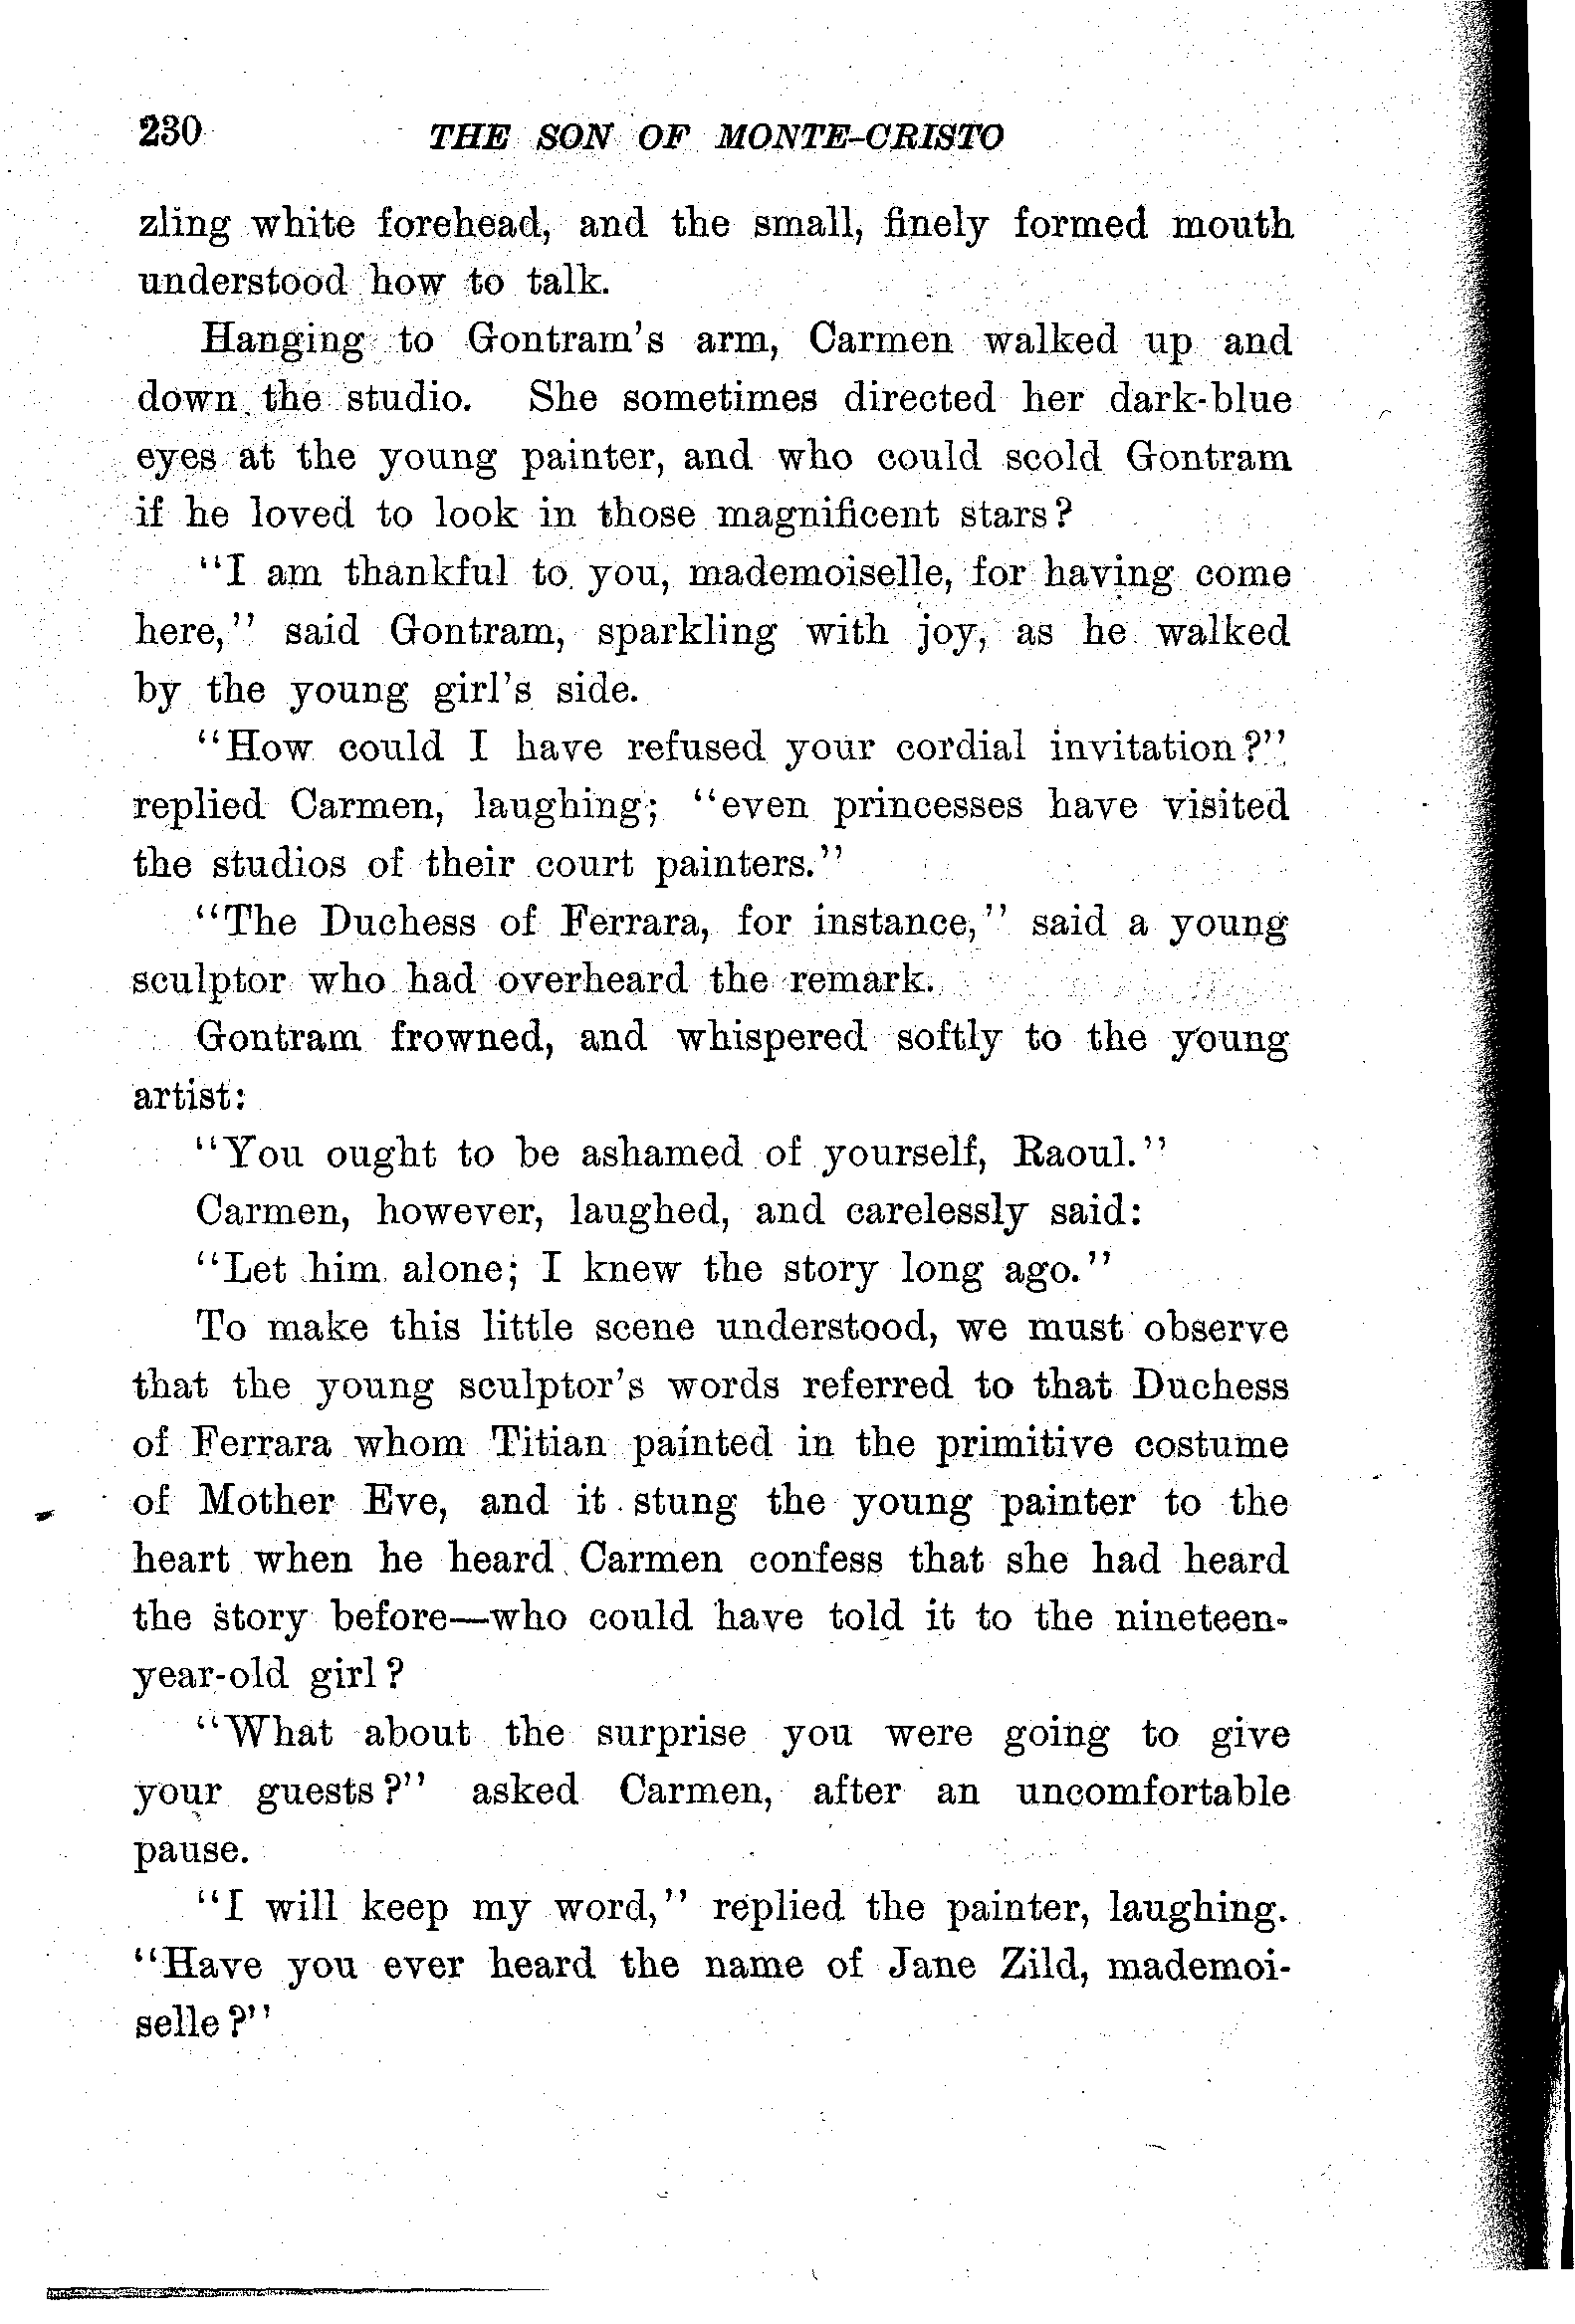 230 THE SON OF MONTE-CRISTO
zling white forehead, and the small, finely formed mouth
understood how to talk.
Hanging to Gontram's arm, Carmen walked up and
down the studio. She sometimes directed her dark-blue
eyes at the young painter, and who could scold Gontram
if he loved to look in those magnificent stars?
"I am thankful to you, mademoiselle, for having come
here," said Gontram, sparkling with joy, as he walked
by the young girl's side.
"How could I have refused your cordial invitation?"
replied Carmen, laughing; "even princesses have visited
the studios of their court painters."
"The Duchess of Ferrara, for instance," said a young
sculptor who had overheard the remark.
Gontram frowned, and whispered softly to the young
artist:
"You ought to be ashamed of yourself, Raoul."
Carmen, however, laughed, and carelessly said:
"Let him alone; I knew the story long ago."
To make this little scene understood, we must observe
that the young sculptor's words referred to that Duchess
of Ferrara whom Titian painted in the primitive costume
of Mother Eve, and it stung the young painter to the
heart when he heard Carmen confess that she had heard
the story before—who could have told it to the nineteen-
year-old girl?
"What about the surprise you were going to give
your guests?" asked Carmen, after an uncomfortable
pause.
"I will keep my word," replied the painter, laughing.
"Have you ever heard the name of Jane Zild, mademoi-
selle?"